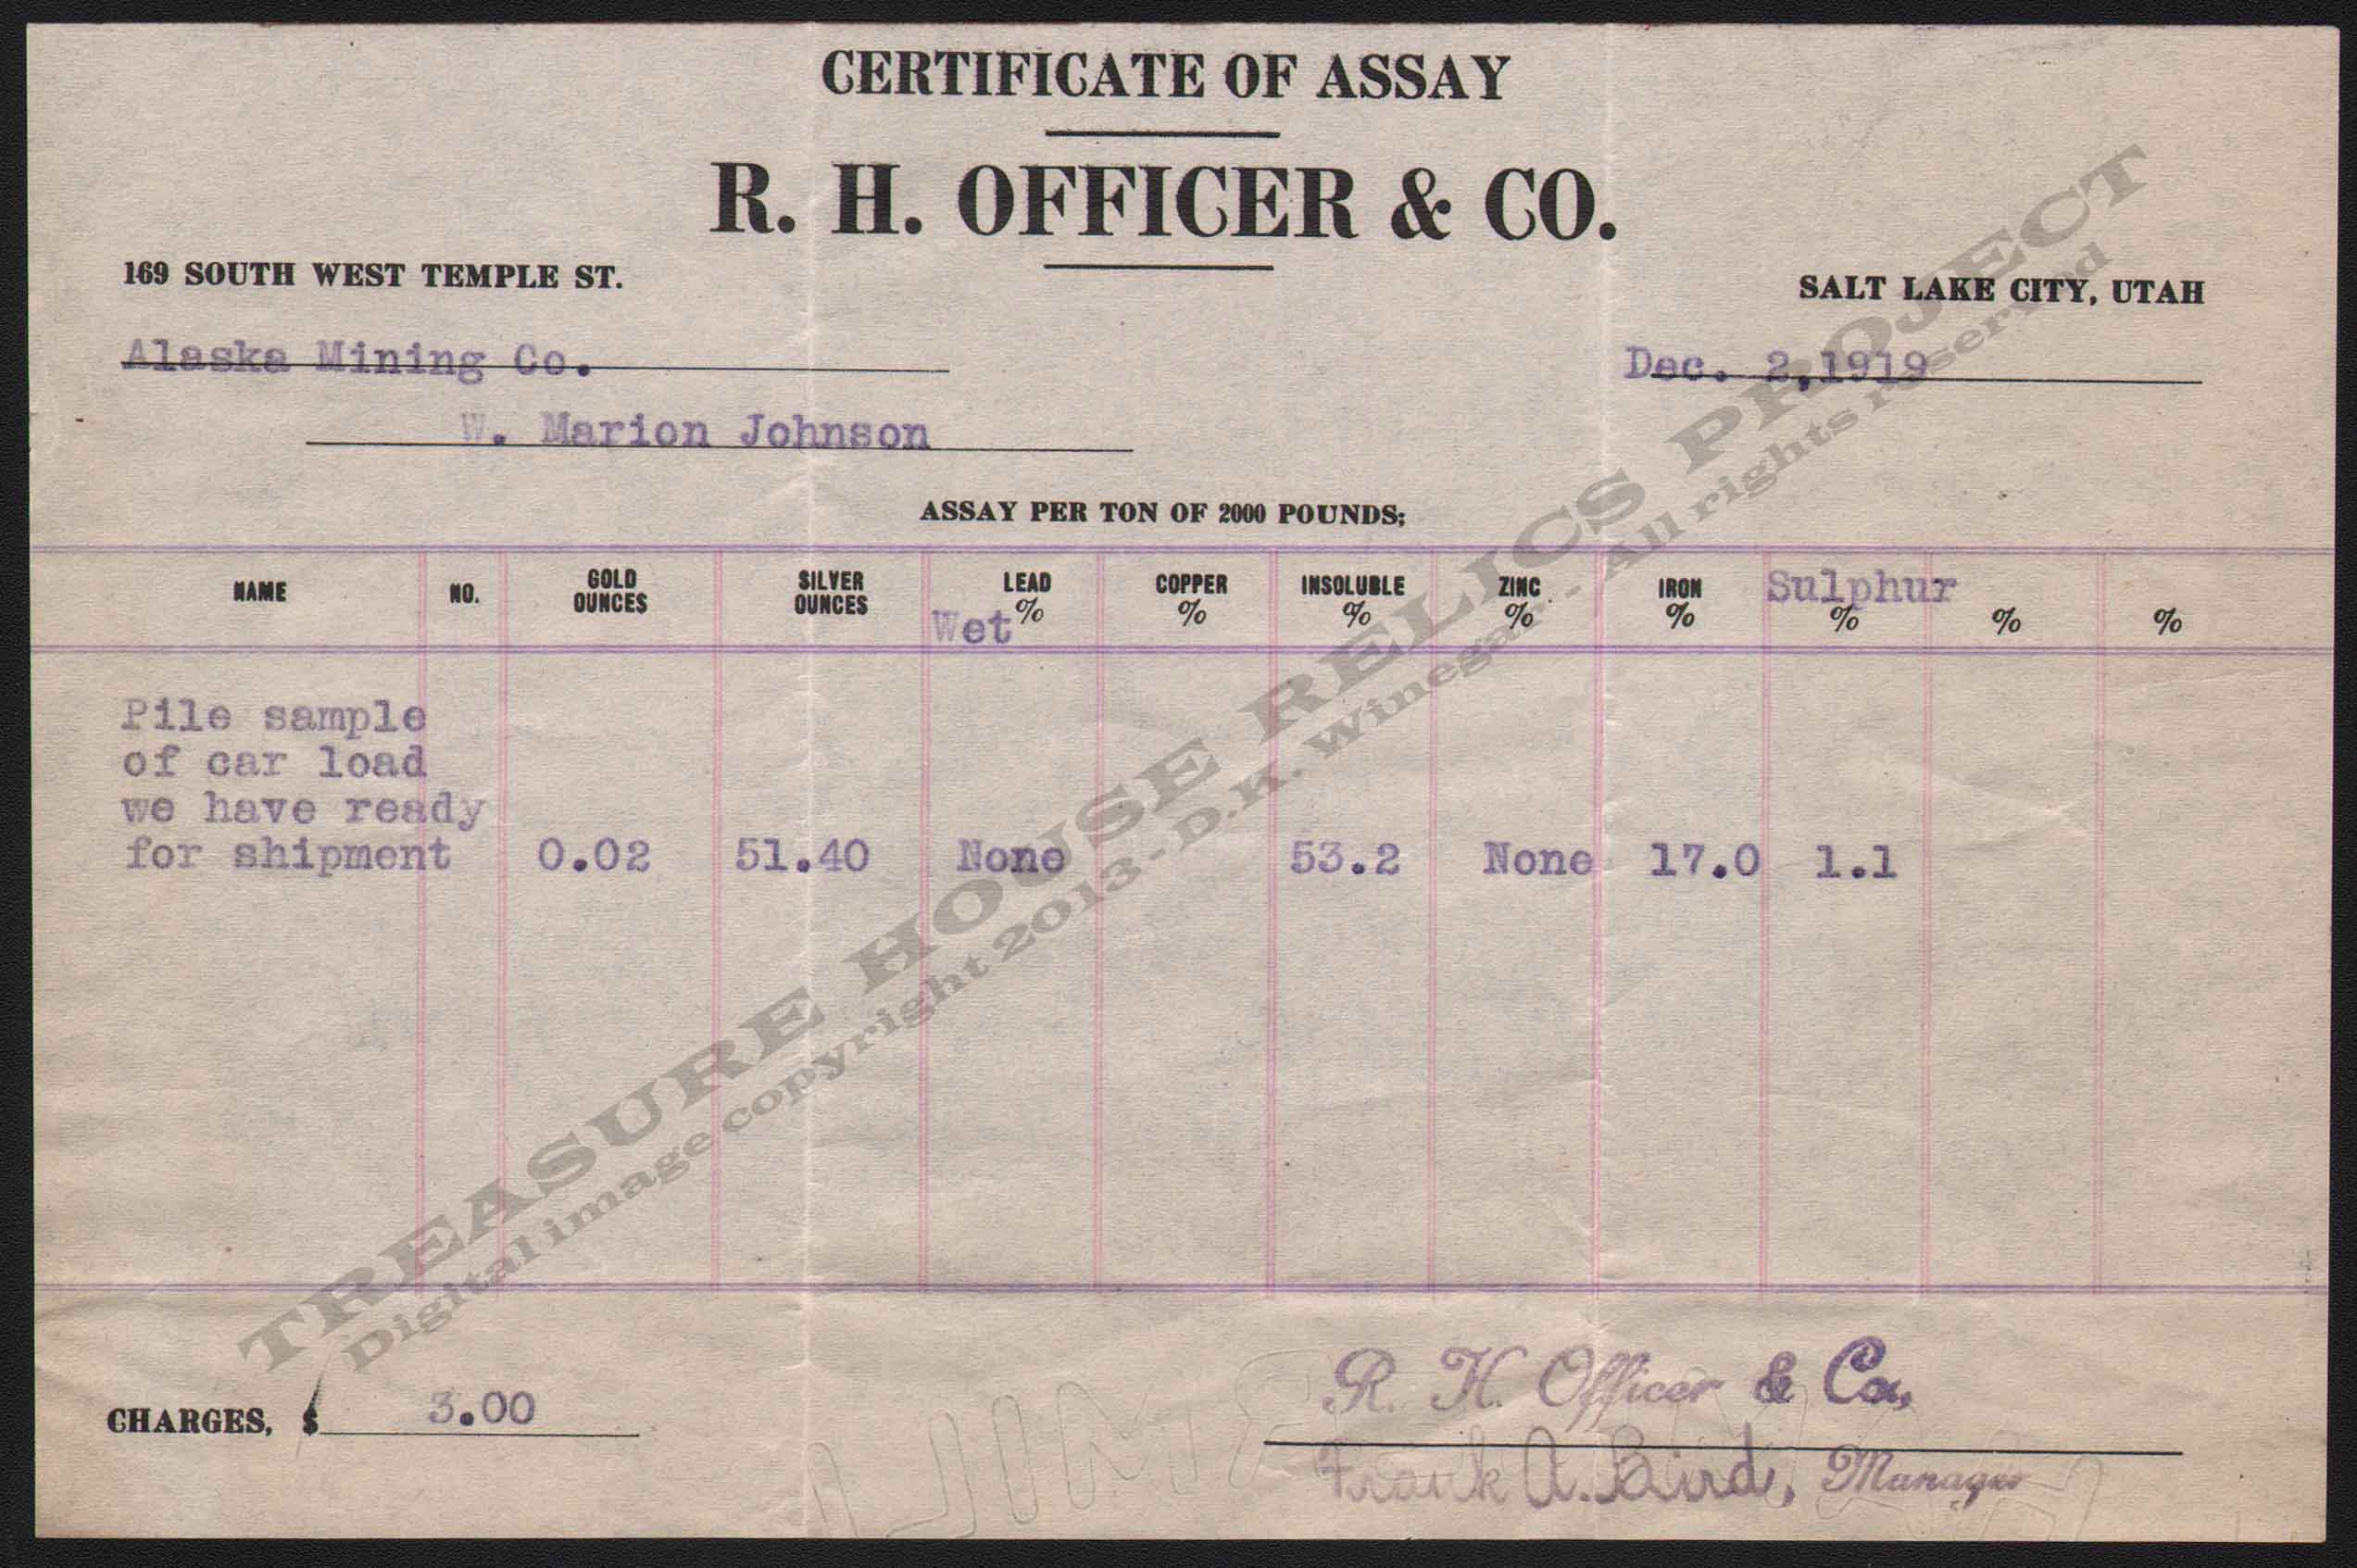 CERTIFICATE OF ASSAY
R. H. OFFICER & CO.
169 SOUTH WEST TEMPLE ST.
SALT LAKE CITY, UTAH
Alaska Mining Co.
Dec. 2,1919
W. Marion Johnson
ASSAY PER TON OF 2000 POUNDS;
NAME NO. GOLD OUNCES SILVER OUNCES LEAD % Wet COPPER % INSOLUBLE % ZINC % IRON % Sulphur % % %
Pile sample
of car load
we have ready
for shipment 0.02 51.40 None 53.2 None 17.0 1.1
CHARGES, $ 3.00
R. H. Officer & Co,
Frank A. Bird, Manager
TREASURE HOUSE RELICS PROJECT
Digital image copyright 2013 - D.K. Winegar - All rights reserved